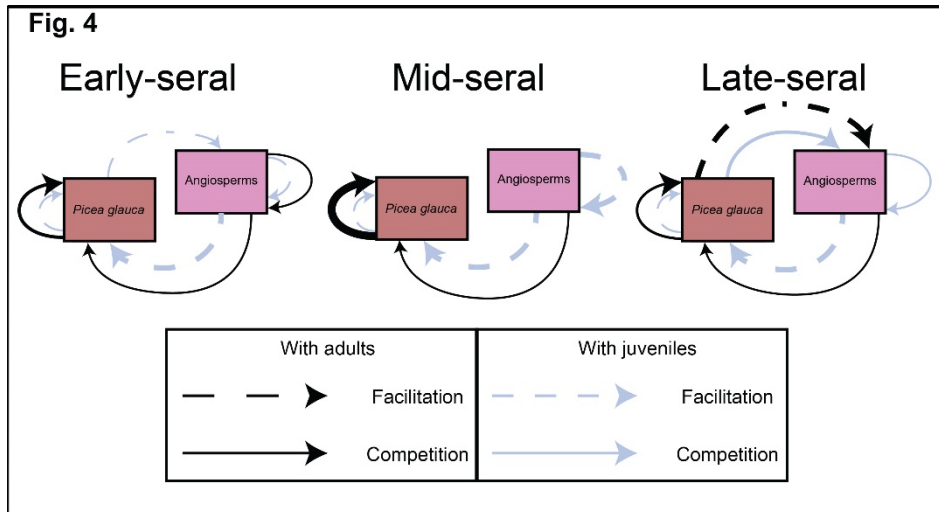 Fig. 4
Early-seral Mid-seral Late-seral
Picea glauca Angiosperms Picea glauca Angiosperms Picea glauca Angiosperms
With adults With juveniles
Facilitation Facilitation
Competition Competition